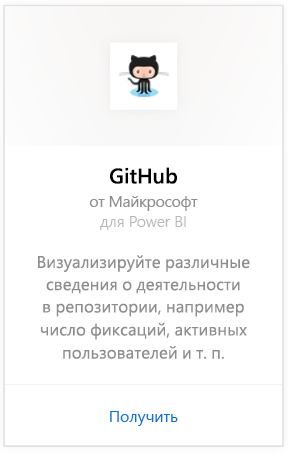 GitHub
от Майкрософт
для Power BI
Визуализируйте различные
сведения о деятельности
в репозитории, например
число фиксаций, активных
пользователей и т. п.
Получить